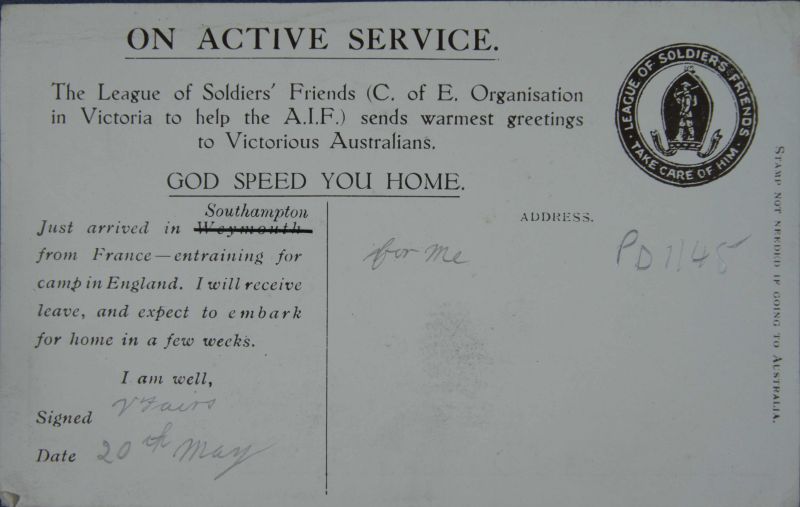 ON ACTIVE SERVICE.
The League of Soldiers' Friends (C. of E. Organisation
in Victoria to help the A.I.F.) sends warmest greetings
to Victorious Australians.
GOD SPEED YOU HOME.
LEAGUE OF SOLDIERS' FRIENDS
· TAKE CARE OF HIM ·
Southampton
Just arrived in Weymouth
from France—entraining for
camp in England. I will receive
leave, and expect to embark
for home in a few weeks.
I am well,
Signed
Date 20th May
ADDRESS.
for me
PD 1145
STAMP NOT NEEDED IF GOING TO AUSTRALIA.